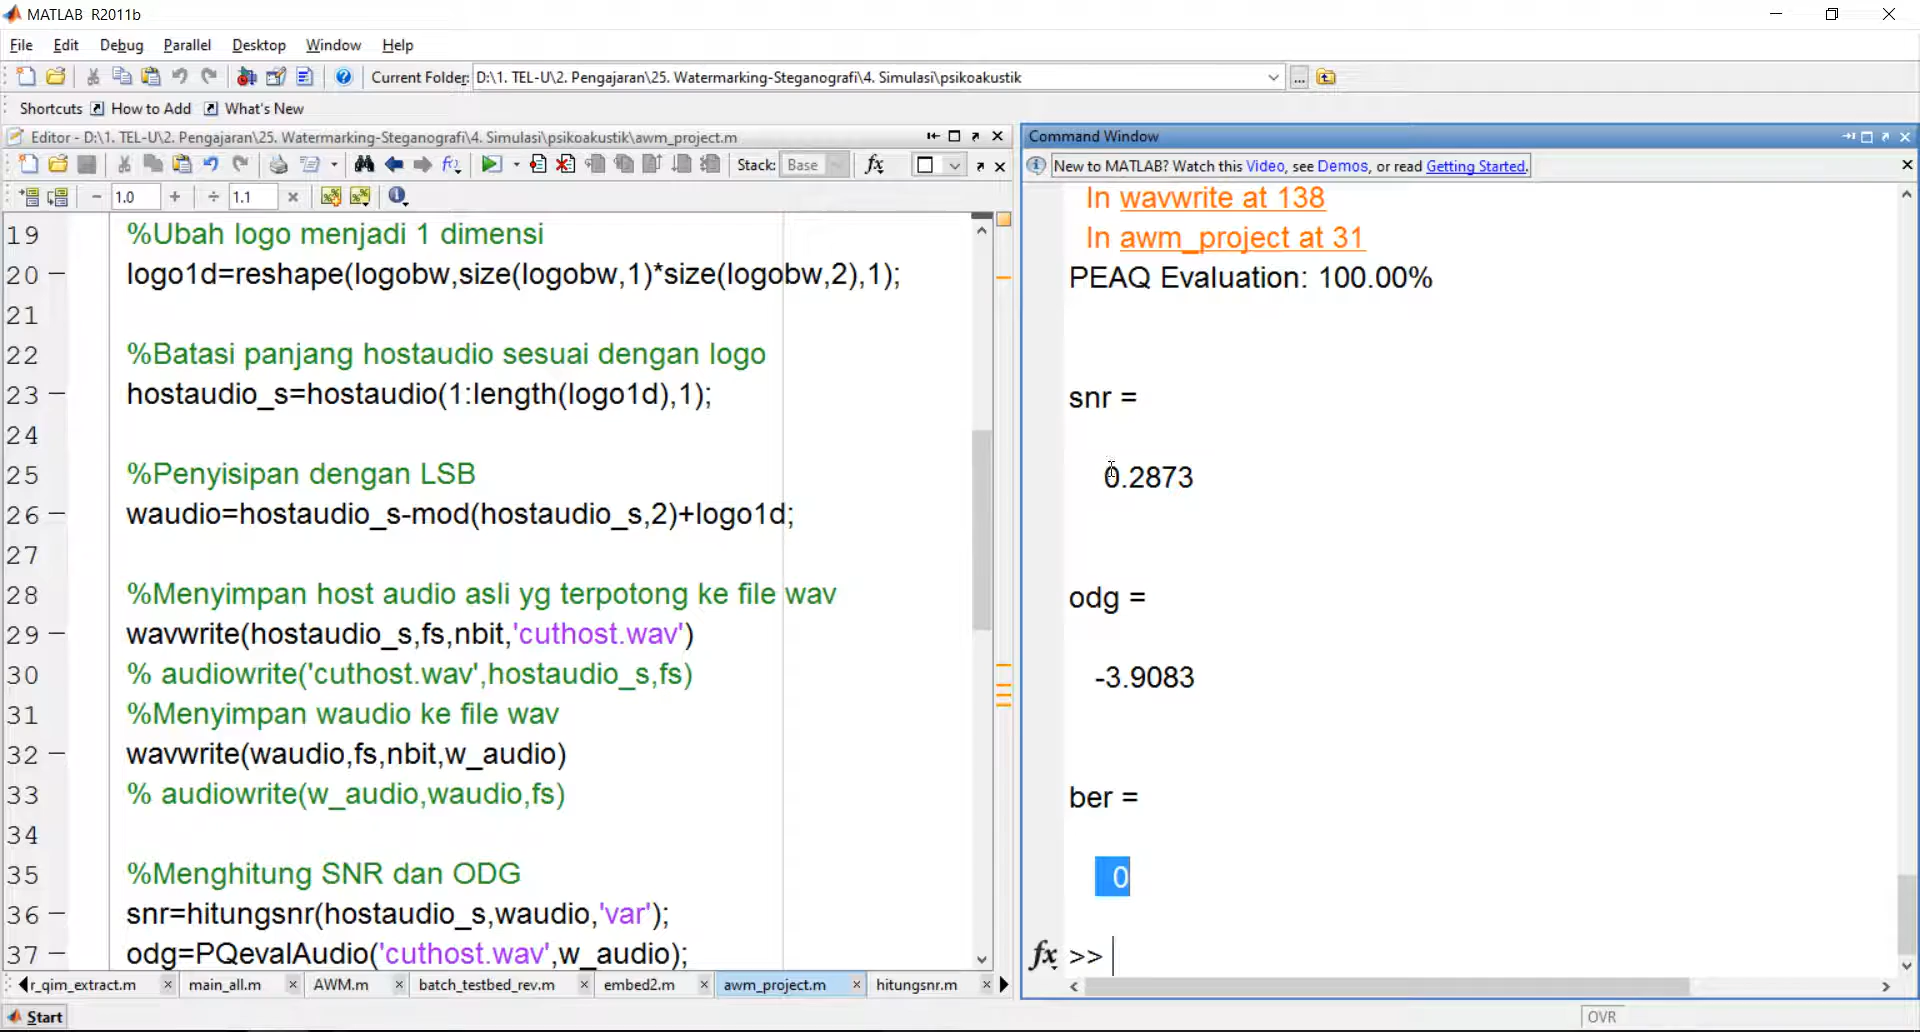 MATLAB R2011b
File Edit Debug Parallel Desktop Window Help
Current Folder: D:\1. TEL-U\2. Pengajaran\25. Watermarking-Steganografi\4. Simulasi\psikoakustik
Shortcuts How to Add What's New
Editor - D:\1. TEL-U\2. Pengajaran\25. Watermarking-Steganografi\4. Simulasi\psikoakustik\awm_project.m
Stack: Base
1.0 1.1
19 %Ubah logo menjadi 1 dimensi
20 logo1d=reshape(logobw,size(logobw,1)*size(logobw,2),1);
21
22 %Batasi panjang hostaudio sesuai dengan logo
23 hostaudio_s=hostaudio(1:length(logo1d),1);
24
25 %Penyisipan dengan LSB
26 waudio=hostaudio_s-mod(hostaudio_s,2)+logo1d;
27
28 %Menyimpan host audio asli yg terpotong ke file wav
29 wavwrite(hostaudio_s,fs,nbit,'cuthost.wav')
30 % audiowrite('cuthost.wav',hostaudio_s,fs)
31 %Menyimpan waudio ke file wav
32 wavwrite(waudio,fs,nbit,w_audio)
33 % audiowrite(w_audio,waudio,fs)
34
35 %Menghitung SNR dan ODG
36 snr=hitungsnr(hostaudio_s,waudio,'var');
37 odg=PQevalAudio('cuthost.wav',w_audio);
r_qim_extract.m main_all.m AWM.m batch_testbed_rev.m embed2.m awm_project.m hitungsnr.m
Command Window
New to MATLAB? Watch this Video, see Demos, or read Getting Started.
In wavwrite at 138
In awm_project at 31
PEAQ Evaluation: 100.00%
snr =
0.2873
odg =
-3.9083
ber =
0
fx >>
Start
OVR